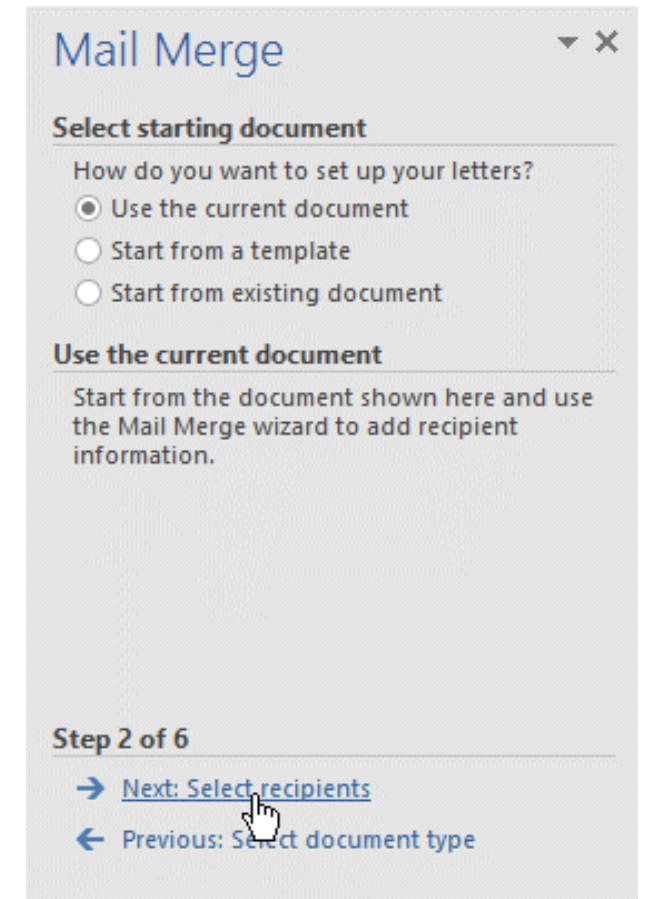 Mail Merge
Select starting document
How do you want to set up your letters?
Use the current document
Start from a template
Start from existing document
Use the current document
Start from the document shown here and use
the Mail Merge wizard to add recipient
information.
Step 2 of 6
Next: Select recipients
Previous: Select document type